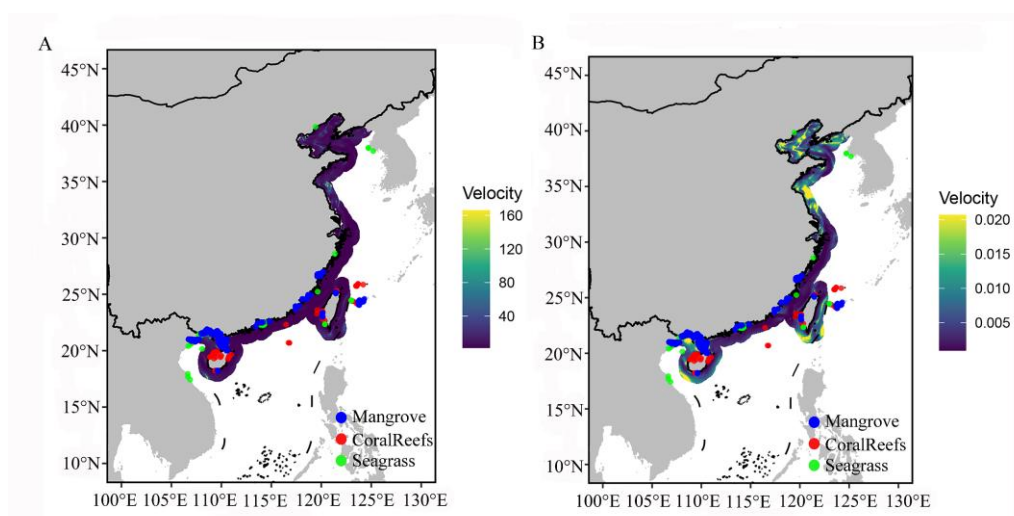 A
45°N
40°N
35°N
30°N
25°N
20°N
15°N
10°N
100°E 105°E 110°E 115°E 120°E 125°E 130°E
Velocity
160
120
80
40
Mangrove
CoralReefs
Seagrass
B
45°N
40°N
35°N
30°N
25°N
20°N
15°N
10°N
100°E 105°E 110°E 115°E 120°E 125°E 130°E
Velocity
0.020
0.015
0.010
0.005
Mangrove
CoralReefs
Seagrass